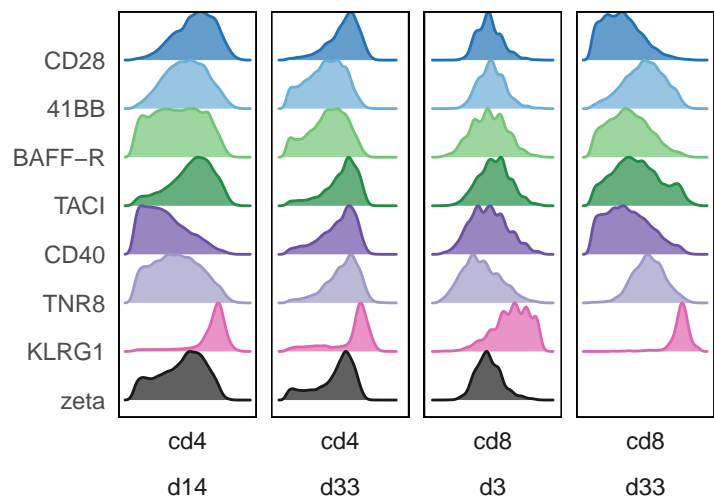 CD28
41BB
BAFF−R
TACI
CD40
TNR8
KLRG1
zeta
cd4 cd4 cd8 cd8
d14 d33 d3 d33